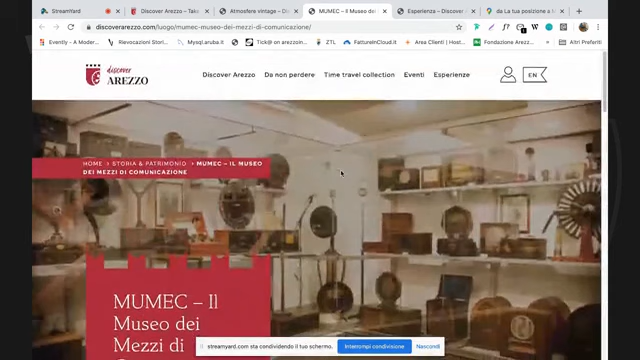 StreamYard
Discover Arezzo – Tak
Atmosfere vintage – Di
MUMEC – Il Museo dei
Esperienza – Discover
da La tua posizione a l
discoverarezzo.com/luogo/mumec-museo-dei-mezzi-di-comunicazione/
Evently – My Rievocazioni Stori Mysql.aruba.it Tick@ on arezzoin... ZTL FattureInCloud.it Area Clienti | Host... Fondazione Arezzo... Altri Preferiti
discover
AREZZO
Discover Arezzo Da non perdere Time travel collection Eventi Esperienze
EN
HOME > STORIA & PATRIMONIO > MUMEC – IL MUSEO
DEI MEZZI DI COMUNICAZIONE
MUMEC – Il
Museo dei
Mezzi di
streamyard.com sta condividendo il tuo schermo. Interrompi condivisione Nascondi